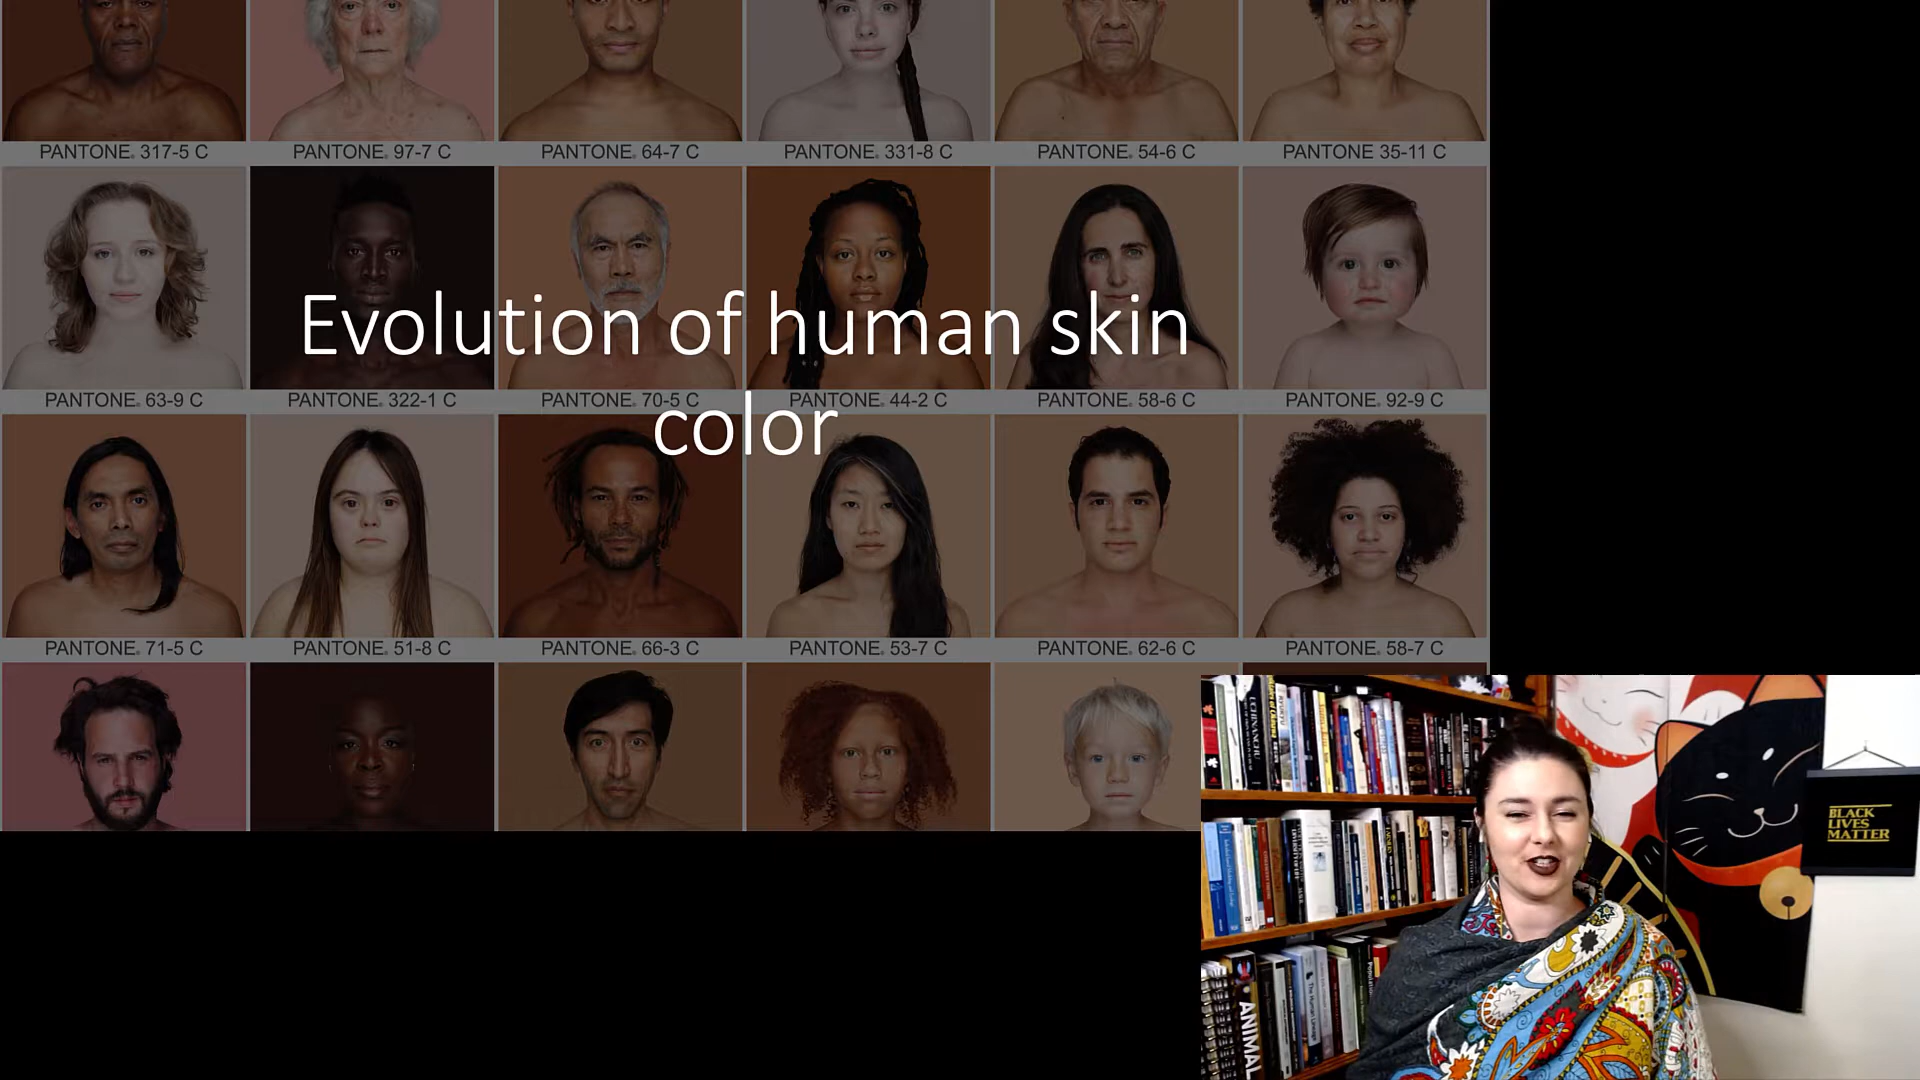 PANTONE® 317-5 C
PANTONE® 97-7 C
PANTONE® 64-7 C
PANTONE® 331-8 C
PANTONE® 54-6 C
PANTONE 35-11 C
Evolution of human skin
color
PANTONE® 63-9 C
PANTONE® 322-1 C
PANTONE® 70-5 C
PANTONE® 44-2 C
PANTONE® 58-6 C
PANTONE® 92-9 C
PANTONE® 71-5 C
PANTONE® 51-8 C
PANTONE® 66-3 C
PANTONE® 53-7 C
PANTONE® 62-6 C
PANTONE® 58-7 C
BLACK
LIVES
MATTER
ANIMAL
The Human Lineage